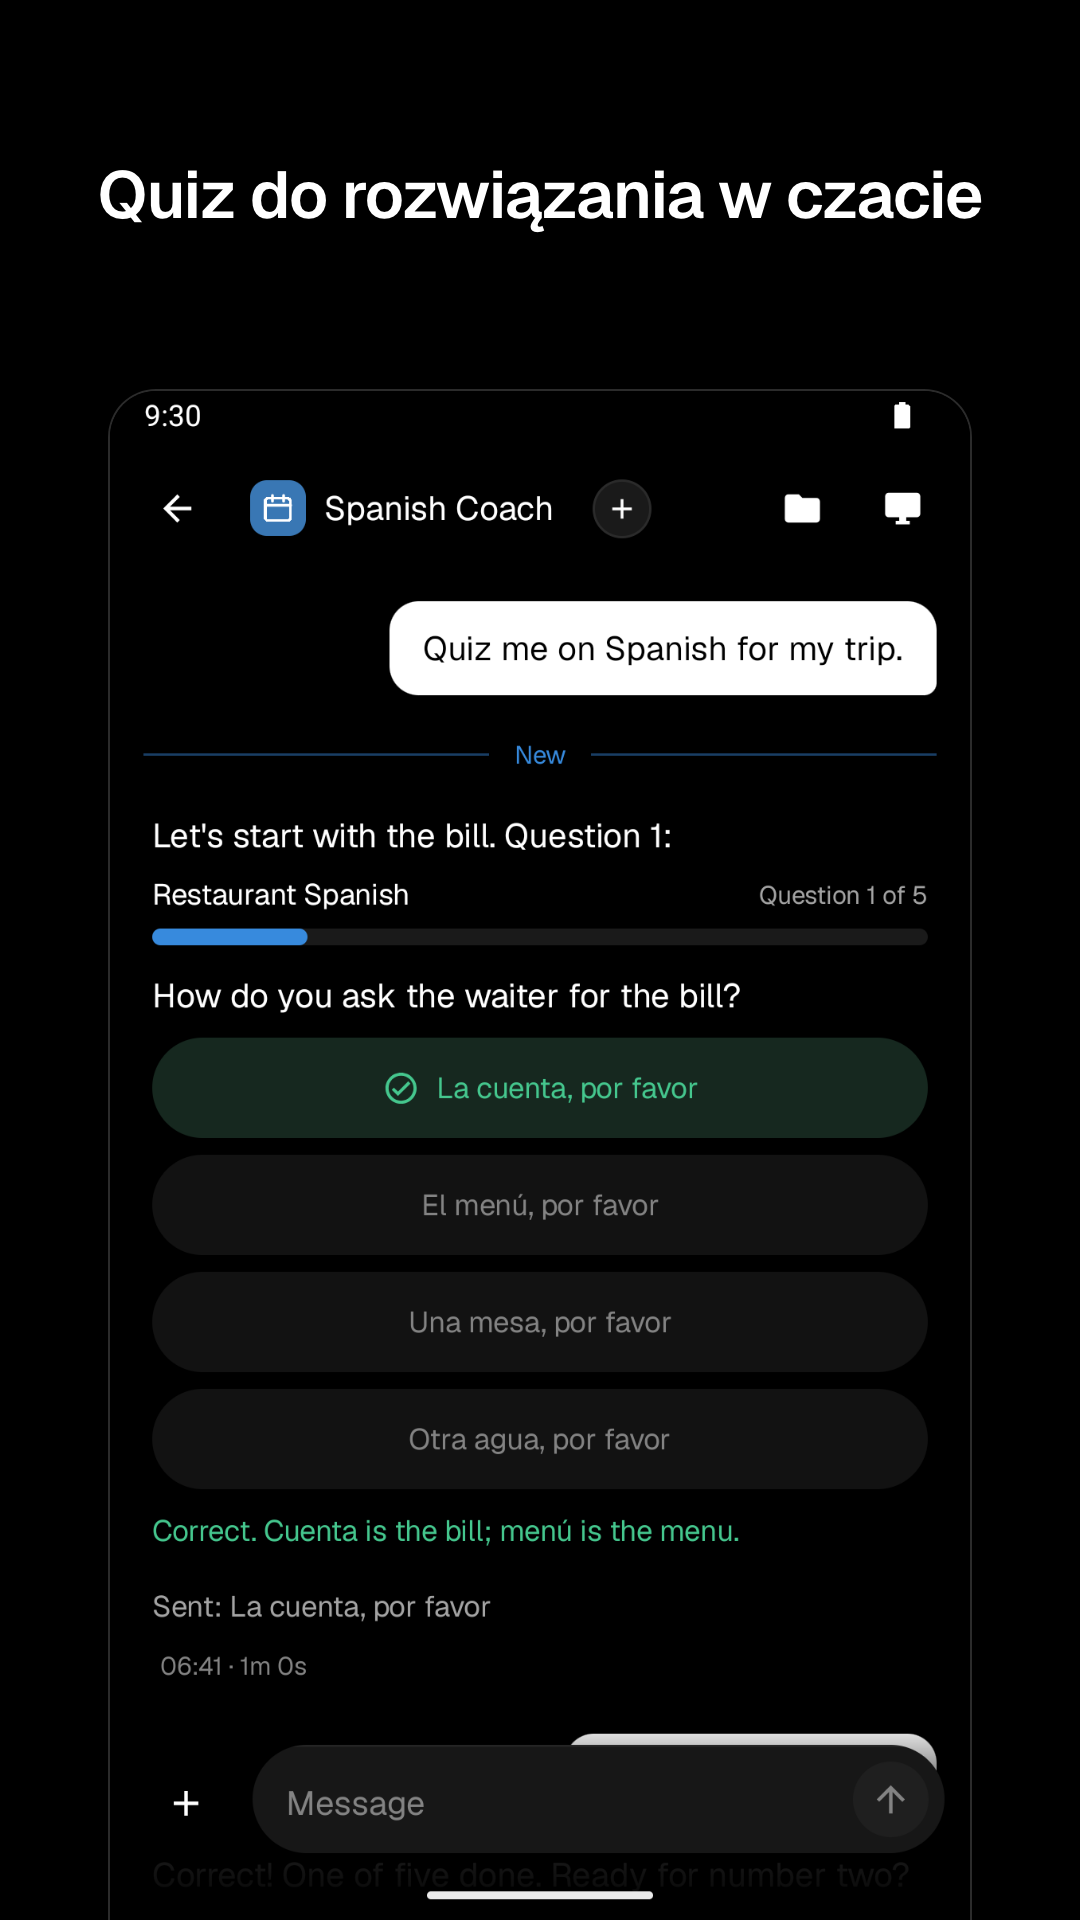 Quiz do rozwiązania w czacie
9:30
Spanish Coach
Quiz me on Spanish for my trip.
New
Let's start with the bill. Question 1:
Restaurant Spanish
Question 1 of 5
How do you ask the waiter for the bill?
La cuenta, por favor
El menú, por favor
Una mesa, por favor
Otra agua, por favor
Correct. Cuenta is the bill; menú is the menu.
Sent: La cuenta, por favor
06:41 · 1m 0s
Message
Correct! One of five done. Ready for number two?